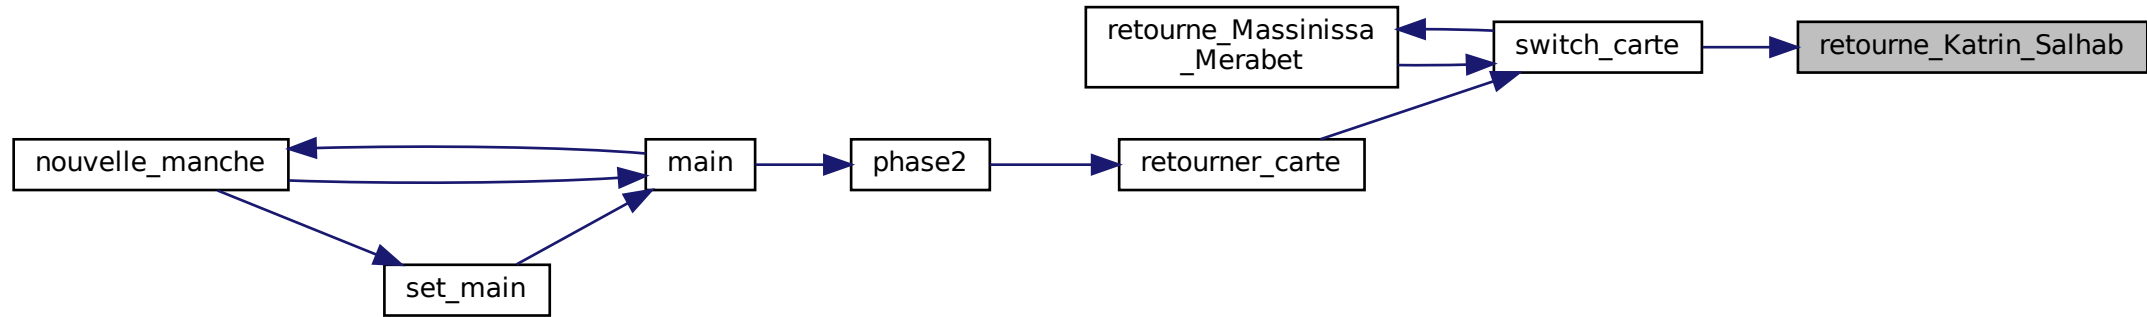 retourne_Massinissa
_Merabet
switch_carte
retourne_Katrin_Salhab
nouvelle_manche
main
phase2
retourner_carte
set_main